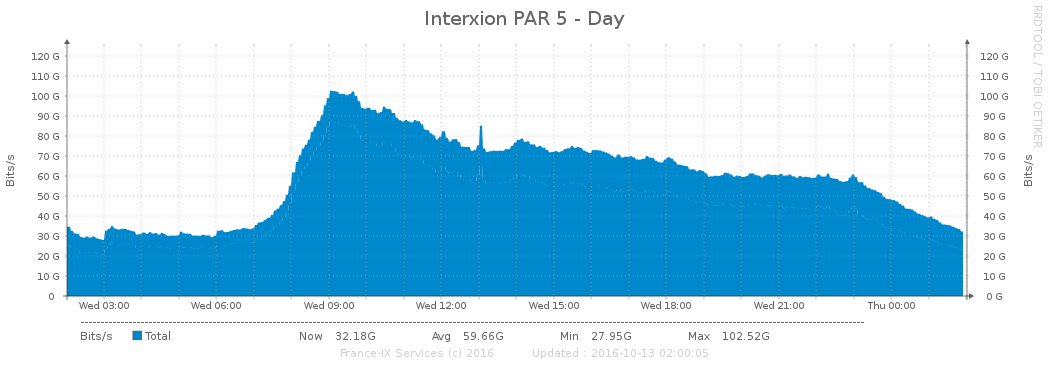 Interxion PAR 5 - Day
RRDTOOL / TOBI OETIKER
Bits/s
120 G
110 G
100 G
90 G
80 G
70 G
60 G
50 G
40 G
30 G
20 G
10 G
0
120 G
110 G
100 G
90 G
80 G
70 G
60 G
50 G
40 G
30 G
20 G
10 G
0 G
Bits/s
Wed 03:00 Wed 06:00 Wed 09:00 Wed 12:00 Wed 15:00 Wed 18:00 Wed 21:00 Thu 00:00
Bits/s Total Now 32.18G Avg 59.66G Min 27.95G Max 102.52G
France-IX Services (c) 2016 Updated : 2016-10-13 02:00:05